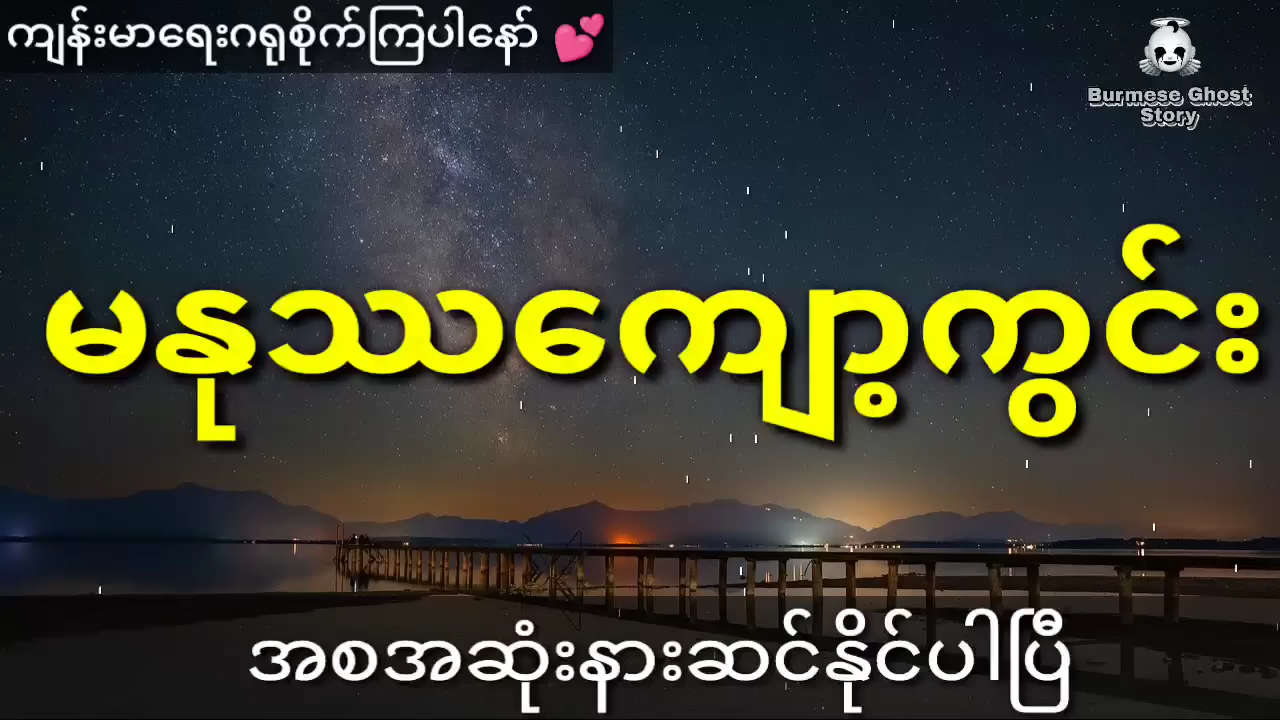 ကျန်းမာရေးဂရုစိုက်ကြပါနော် 💕
Burmese Ghost
Story
မနုဿကျော့ကွင်း
အစအဆုံးနားဆင်နိုင်ပါပြီ